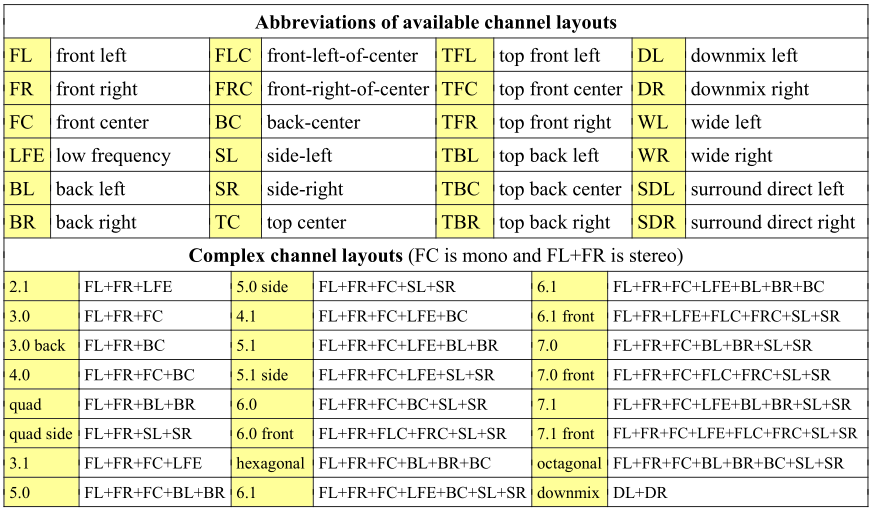 Abbreviations of available channel layouts
FL front left FLC front-left-of-center TFL top front left DL downmix left
FR front right FRC front-right-of-center TFC top front center DR downmix right
FC front center BC back-center TFR top front right WL wide left
LFE low frequency SL side-left TBL top back left WR wide right
BL back left SR side-right TBC top back center SDL surround direct left
BR back right TC top center TBR top back right SDR surround direct right
Complex channel layouts (FC is mono and FL+FR is stereo)
2.1 FL+FR+LFE 5.0 side FL+FR+FC+SL+SR 6.1 FL+FR+FC+LFE+BL+BR+BC
3.0 FL+FR+FC 4.1 FL+FR+FC+LFE+BC 6.1 front FL+FR+LFE+FLC+FRC+SL+SR
3.0 back FL+FR+BC 5.1 FL+FR+FC+LFE+BL+BR 7.0 FL+FR+FC+BL+BR+SL+SR
4.0 FL+FR+FC+BC 5.1 side FL+FR+FC+LFE+SL+SR 7.0 front FL+FR+FC+FLC+FRC+SL+SR
quad FL+FR+BL+BR 6.0 FL+FR+FC+BC+SL+SR 7.1 FL+FR+FC+LFE+BL+BR+SL+SR
quad side FL+FR+SL+SR 6.0 front FL+FR+FLC+FRC+SL+SR 7.1 front FL+FR+FC+LFE+FLC+FRC+SL+SR
3.1 FL+FR+FC+LFE hexagonal FL+FR+FC+BL+BR+BC octagonal FL+FR+FC+BL+BR+BC+SL+SR
5.0 FL+FR+FC+BL+BR 6.1 FL+FR+FC+LFE+BC+SL+SR downmix DL+DR